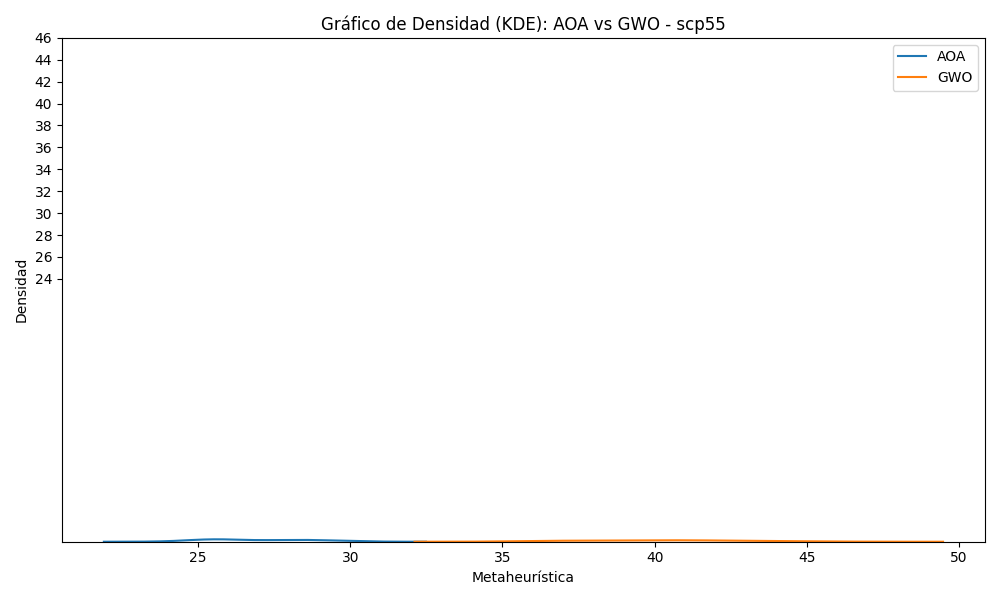 Gráfico de Densidad (KDE): AOA vs GWO - scp55
46
44
42
40
38
36
34
32
30
28
26
24
Densidad
AOA
GWO
25 30 35 40 45 50
Metaheurística